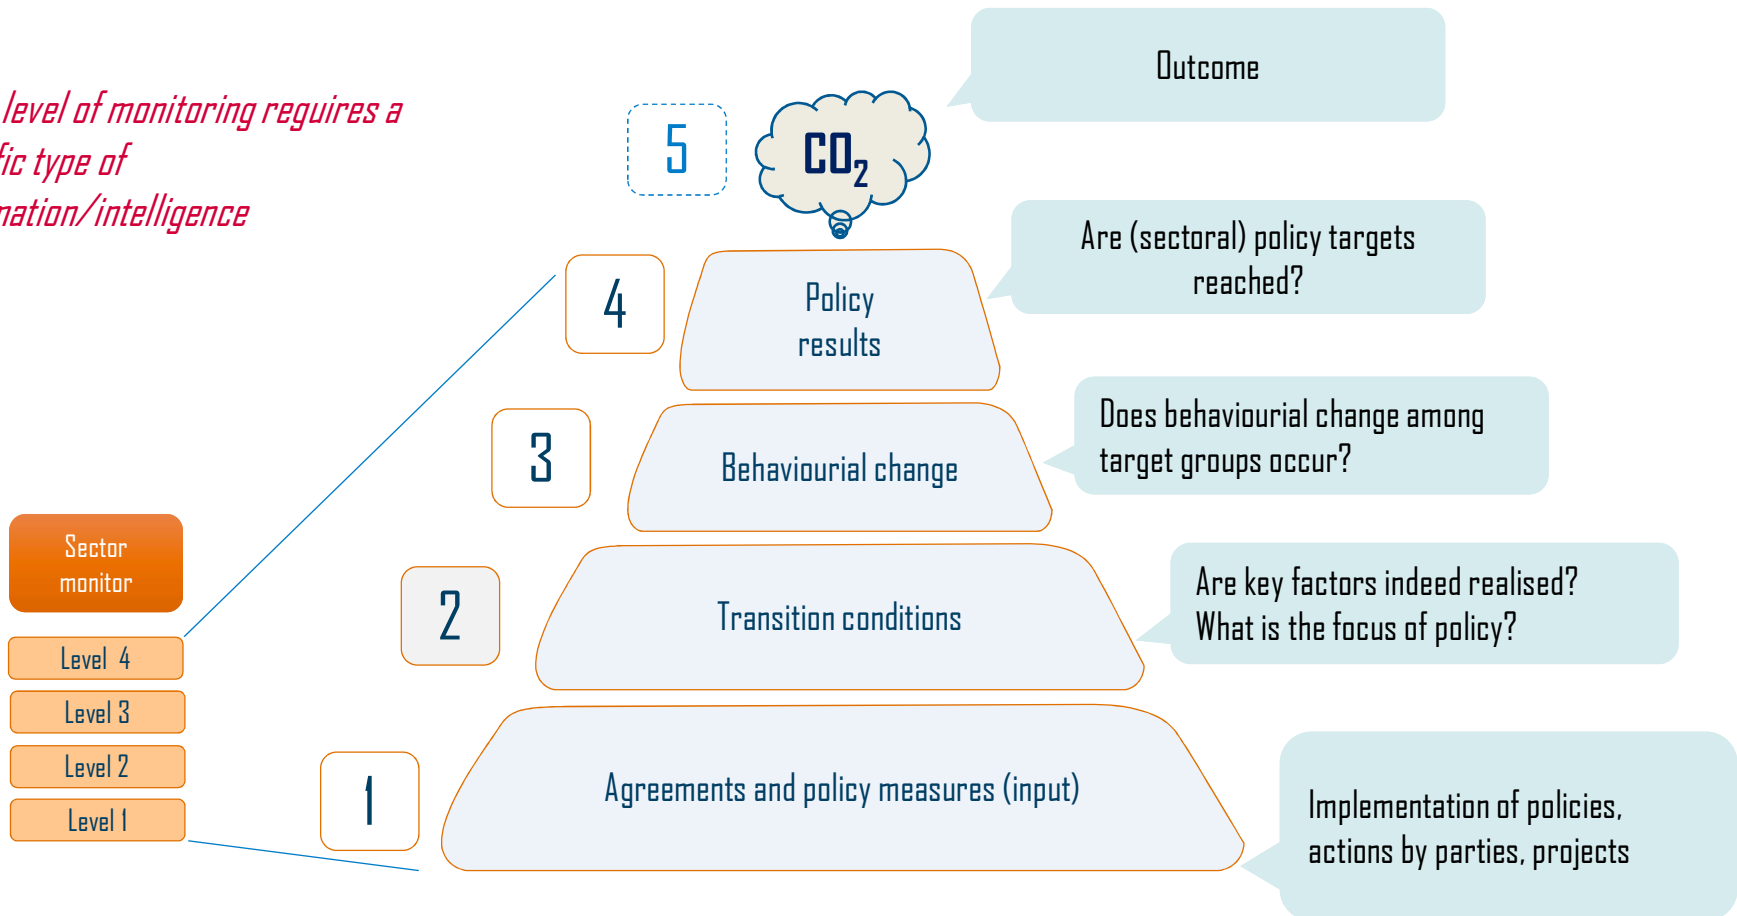 level of monitoring requires a
type of
/intelligence
Outcome
5
CO₂
Are (sectoral) policy targets
reached?
4
Policy
results
Does behaviourial change among
target groups occur?
3
Behaviourial change
Sector
monitor
Are key factors indeed realised?
What is the focus of policy?
2
Transition conditions
Level 4
Level 3
Level 2
Level 1
1
Agreements and policy measures (input)
Implementation of policies,
actions by parties, projects